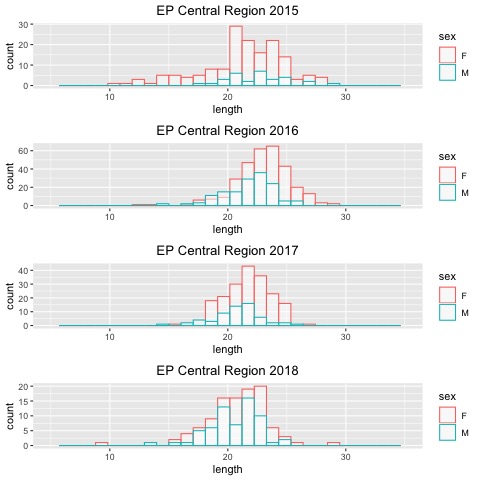 EP Central Region 2015
30
20
10
0
count
10 20 30
length
sex
F
M
EP Central Region 2016
60
40
20
0
count
10 20 30
length
sex
F
M
EP Central Region 2017
40
30
20
10
0
count
10 20 30
length
sex
F
M
EP Central Region 2018
20
15
10
5
0
count
10 20 30
length
sex
F
M